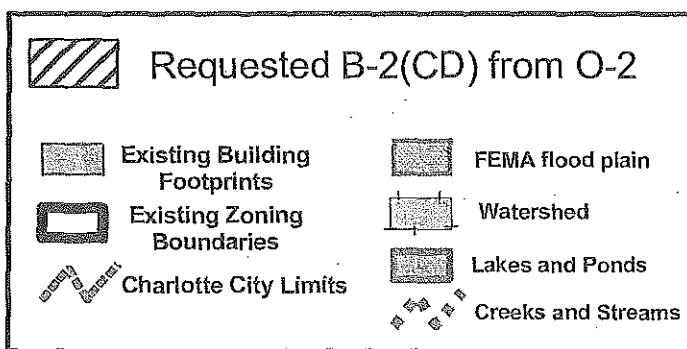 Requested B-2(CD) from O-2
Existing Building
Footprints
Existing Zoning
Boundaries
Charlotte City Limits
FEMA flood plain
Watershed
Lakes and Ponds
Creeks and Streams